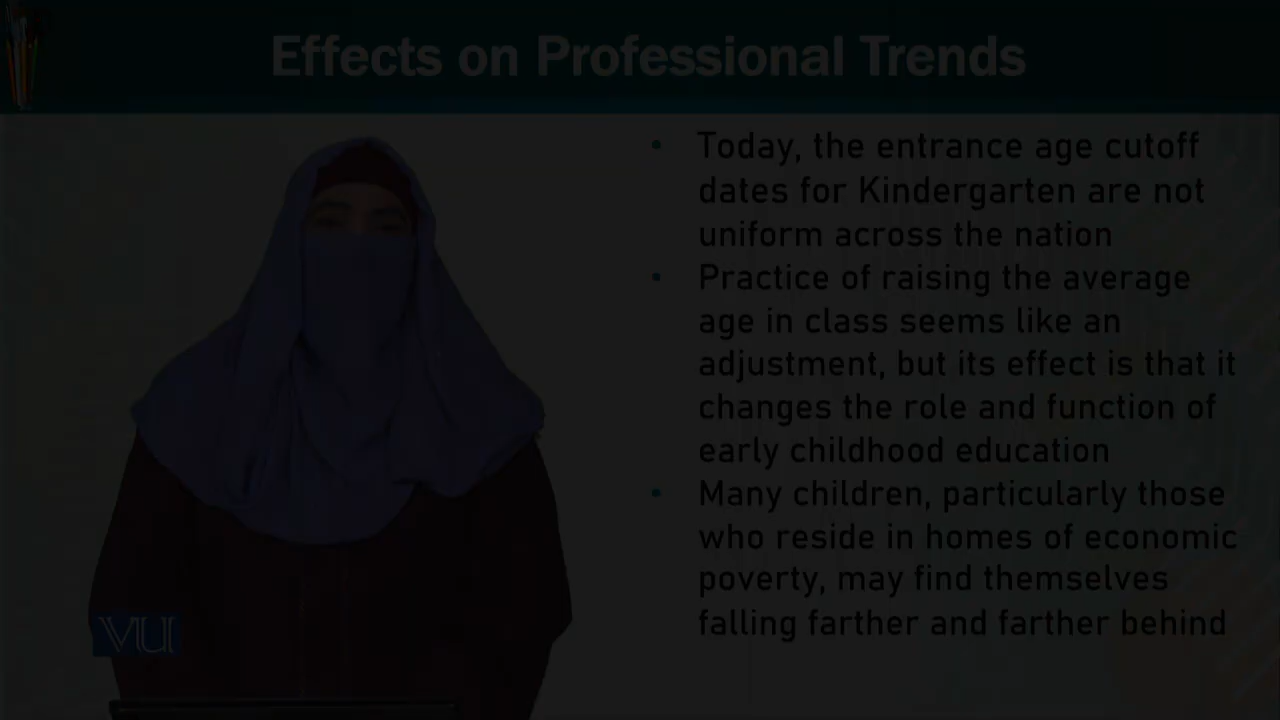 Effects on Professional Trends
• Today, the entrance age cutoff
dates for Kindergarten are not
uniform across the nation
• Practice of raising the average
age in class seems like an
adjustment, but its effect is that it
changes the role and function of
early childhood education
• Many children, particularly those
who reside in homes of economic
poverty, may find themselves
falling farther and farther behind
VU